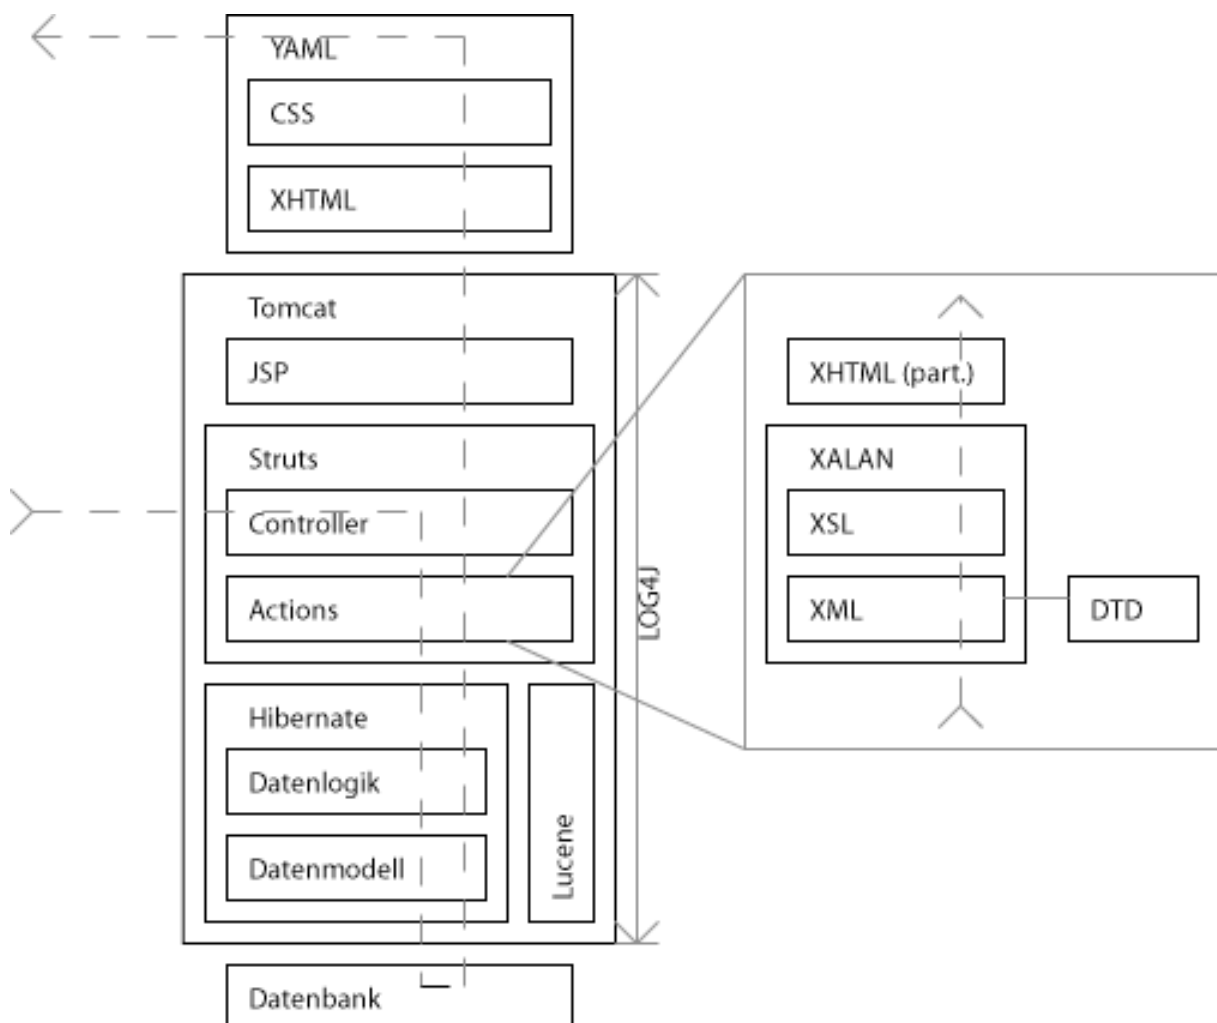 YAML
CSS
XHTML
Tomcat
JSP
Struts
Controller
Actions
Hibernate
Datenlogik
Datenmodell
Lucene
LOG4J
Datenbank
XHTML (part.)
XALAN
XSL
XML
DTD